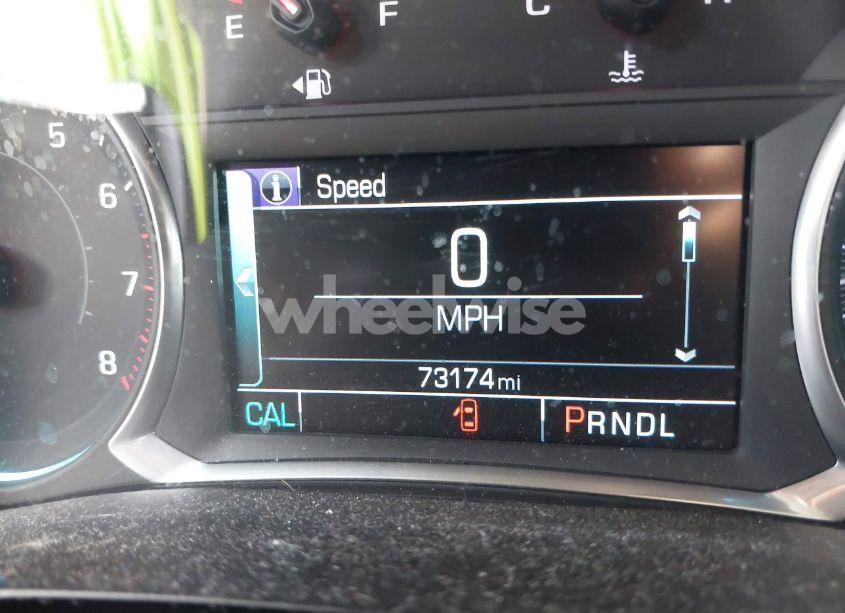 E F C
5
6
7
8
Speed
0
MPH
wheelwise
73174 mi
CAL
PRNDL